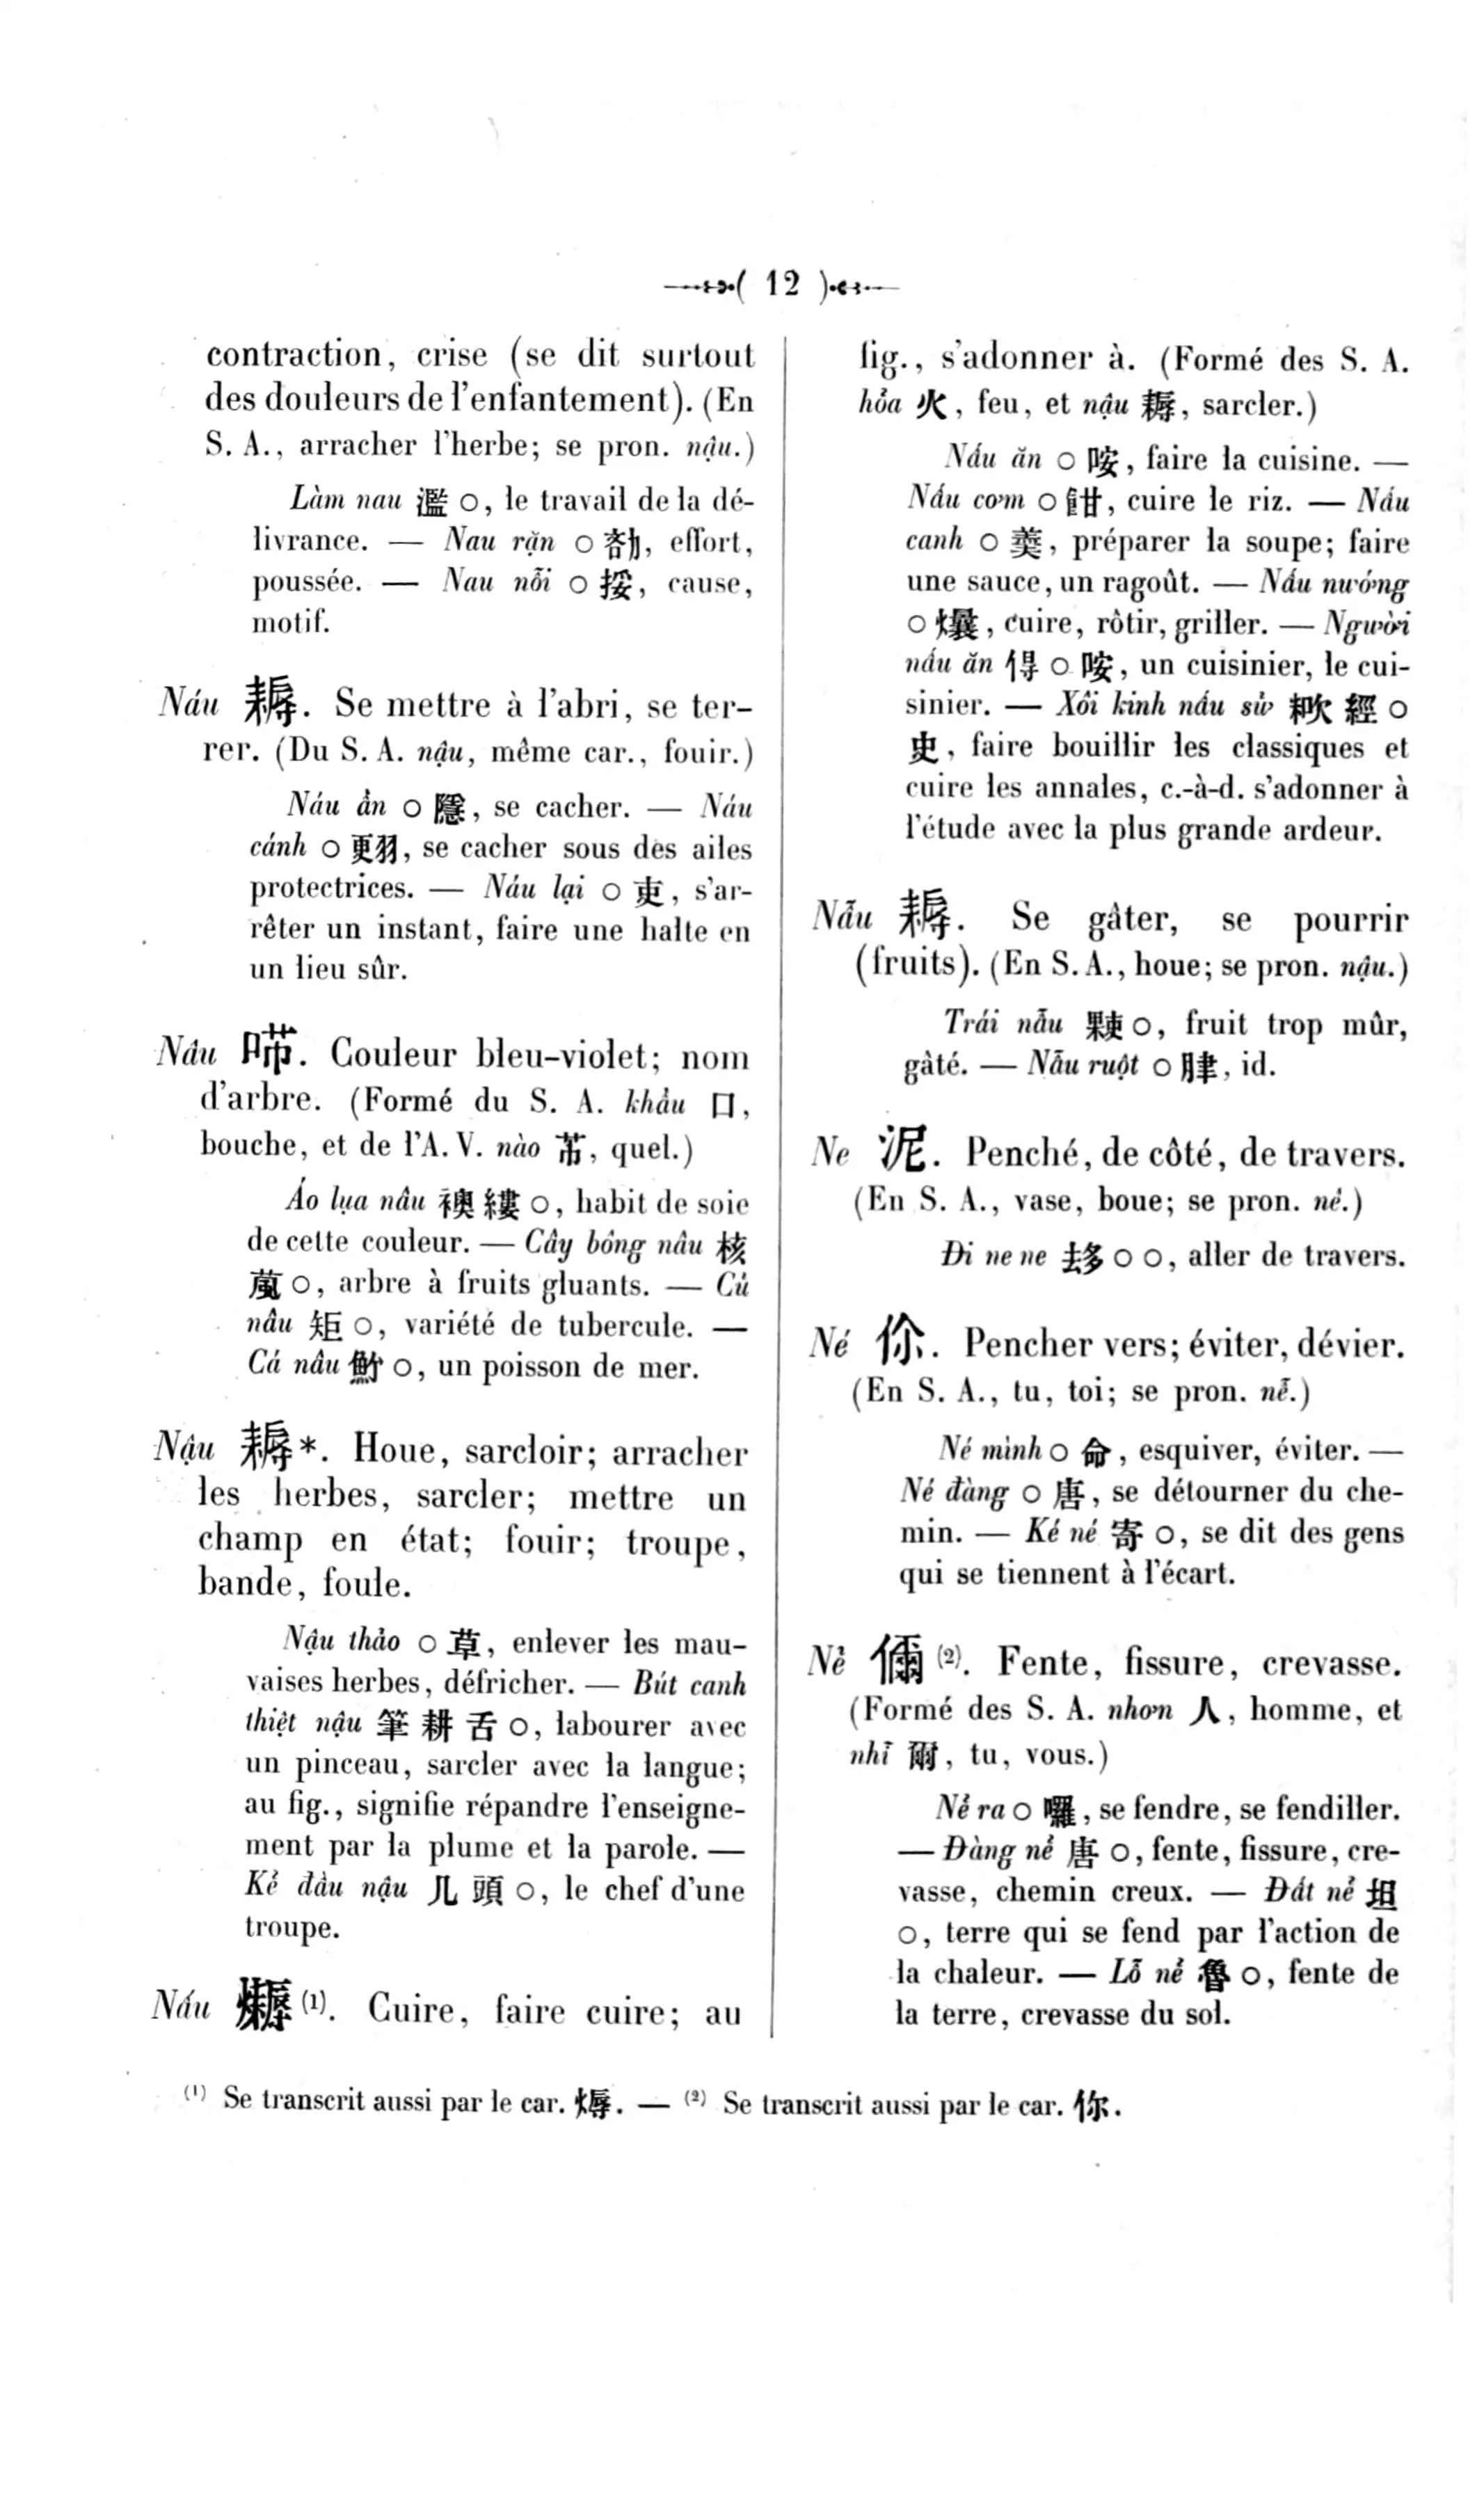 ( 12 )
contraction, crise (se dit surtout
des douleurs de l'enfantement). (En
S. A., arracher l'herbe; se pron. nậu.)
Làm nau 濫 ○, le travail de la dé-
livrance. — Nau rặn ○, effort,
poussée. — Nau nỗi ○ 挼, cause,
motif.
Náu 耨. Se mettre à l'abri, se ter-
rer. (Du S. A. nậu, même car., fouir.)
Náu ẩn ○ 隱, se cacher. — Náu
cánh ○, se cacher sous des ailes
protectrices. — Náu lại ○ 吏, s'ar-
rêter un instant, faire une halte en
un lieu sûr.
Nâu. Couleur bleu-violet; nom
d'arbre. (Formé du S. A. khẩu 口,
bouche, et de l'A. V. nào 芇, quel.)
Áo lụa nâu 襖 縷 ○, habit de soie
de cette couleur. — Cây bông nâu 核
○, arbre à fruits gluants. — Củ
nâu 矩 ○, variété de tubercule. —
Cá nâu ○, un poisson de mer.
Nậu 耨*. Houe, sarcloir; arracher
les herbes, sarcler; mettre un
champ en état; fouir; troupe,
bande, foule.
Nậu thảo ○ 草, enlever les mau-
vaises herbes, défricher. — Bút canh
thiệt nậu 筆 耕 舌 ○, labourer avec
un pinceau, sarcler avec la langue;
au fig., signifie répandre l'enseigne-
ment par la plume et la parole. —
Kẻ đầu nậu 几 頭 ○, le chef d'une
troupe.
Nấu (1). Cuire, faire cuire; au
fig., s'adonner à. (Formé des S. A.
hỏa 火, feu, et nậu 耨, sarcler.)
Nấu ăn ○ 咹, faire la cuisine. —
Nấu cơm ○, cuire le riz. — Nấu
canh ○ 羹, préparer la soupe; faire
une sauce, un ragoût. — Nấu nướng
○, cuire, rôtir, griller. — Người
nấu ăn ○ 咹, un cuisinier, le cui-
sinier. — Xôi kinh nấu sử 經 ○
史, faire bouillir les classiques et
cuire les annales, c.-à-d. s'adonner à
l'étude avec la plus grande ardeur.
Nẫu 耨. Se gâter, se pourrir
(fruits). (En S. A., houe; se pron. nậu.)
Trái nẫu ○, fruit trop mûr,
gâté. — Nẫu ruột ○, id.
Ne 泥. Penché, de côté, de travers.
(En S. A., vase, boue; se pron. nê.)
Đi ne ne ○ ○, aller de travers.
Né 伱. Pencher vers; éviter, dévier.
(En S. A., tu, toi; se pron. nễ.)
Né mình ○ 命, esquiver, éviter. —
Né đàng ○ 唐, se détourner du che-
min. — Ké né 寄 ○, se dit des gens
qui se tiennent à l'écart.
Nẻ 儞 (2). Fente, fissure, crevasse.
(Formé des S. A. nhơn 人, homme, et
nhĩ 爾, tu, vous.)
Nẻ ra ○ 囉, se fendre, se fendiller.
— Đàng nẻ 唐 ○, fente, fissure, cre-
vasse, chemin creux. — Đất nẻ 坦
○, terre qui se fend par l'action de
la chaleur. — Lỗ nẻ 魯 ○, fente de
la terre, crevasse du sol.
(1) Se transcrit aussi par le car. 燸. — (2) Se transcrit aussi par le car. 你.